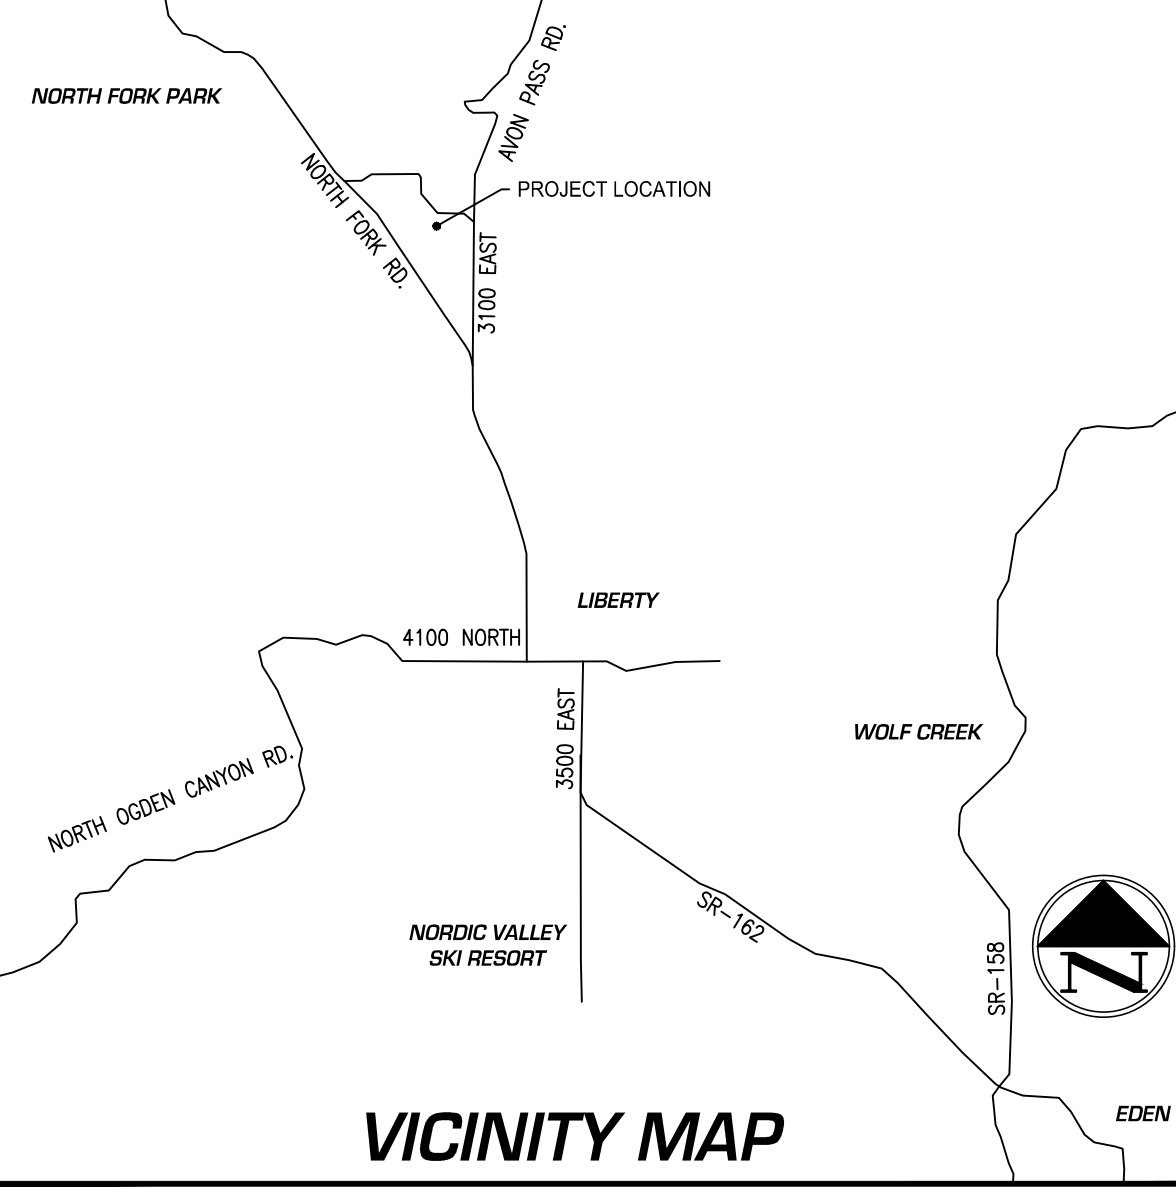 AVON PASS RD.
NORTH FORK PARK
NORTH FORK RD.
PROJECT LOCATION
3100 EAST
LIBERTY
4100 NORTH
3500 EAST
WOLF CREEK
NORTH OGDEN CANYON RD.
SR-162
NORDIC VALLEY
SKI RESORT
SR-158
N
EDEN
VICINITY MAP